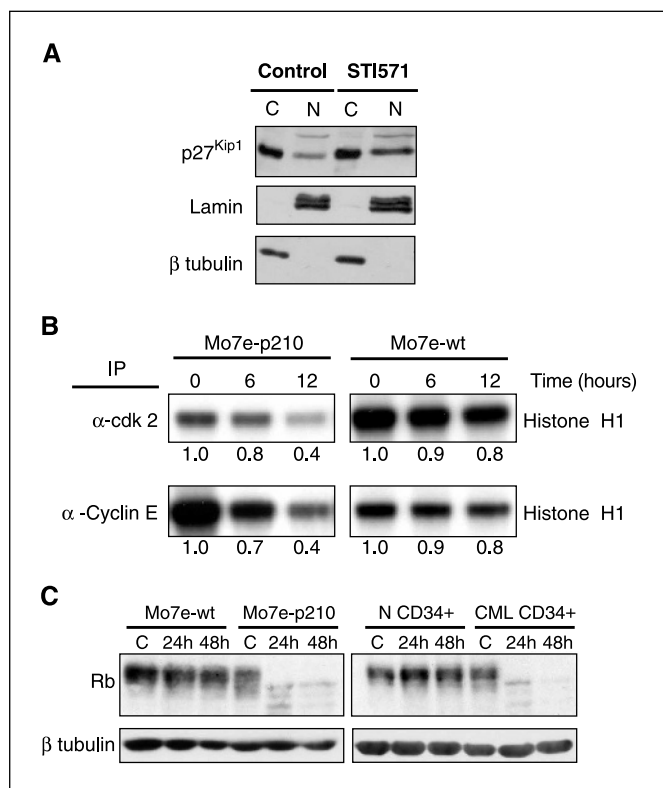 A
Control STI571
C N C N
p27Kip1
Lamin
β tubulin
B
Mo7e-p210 Mo7e-wt
IP 0 6 12 0 6 12 Time (hours)
α-cdk 2 Histone H1
1.0 0.8 0.4 1.0 0.9 0.8
α -Cyclin E Histone H1
1.0 0.7 0.4 1.0 0.9 0.8
C
Mo7e-wt Mo7e-p210 N CD34+ CML CD34+
C 24h 48h C 24h 48h C 24h 48h C 24h 48h
Rb
β tubulin